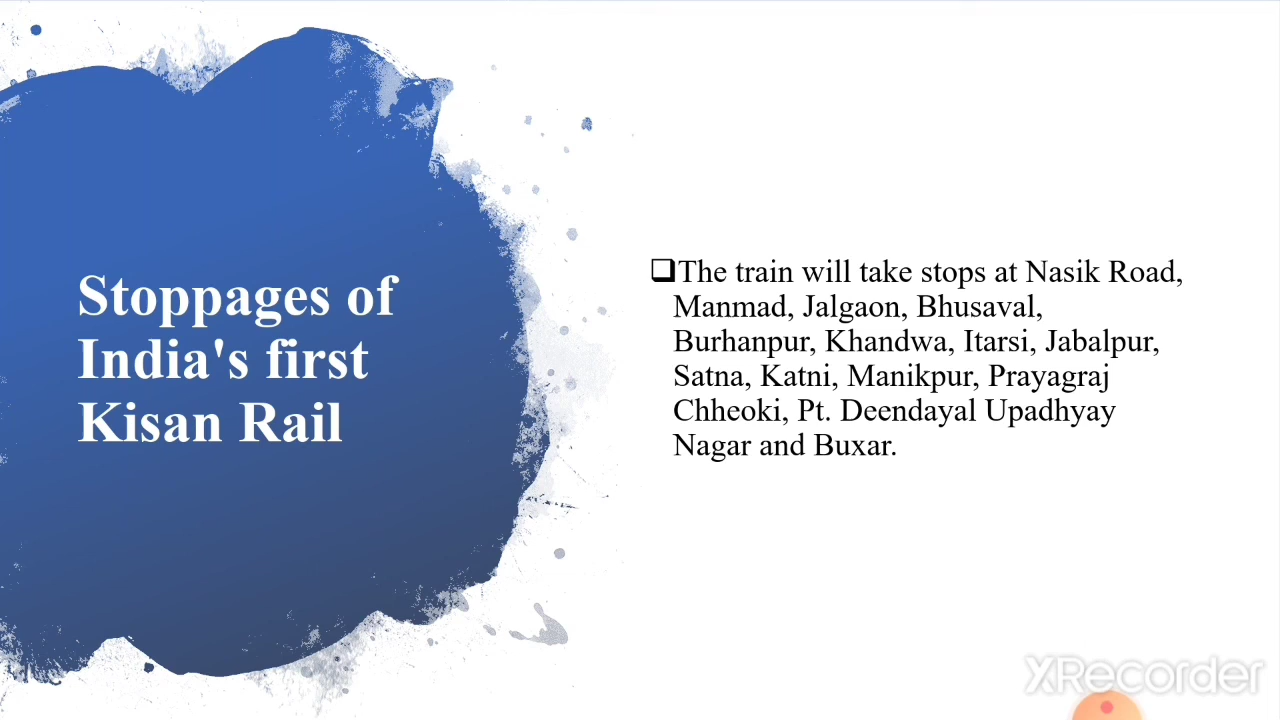 Stoppages of
India's first
Kisan Rail
❑The train will take stops at Nasik Road,
Manmad, Jalgaon, Bhusaval,
Burhanpur, Khandwa, Itarsi, Jabalpur,
Satna, Katni, Manikpur, Prayagraj
Chheoki, Pt. Deendayal Upadhyay
Nagar and Buxar.
XRecorder